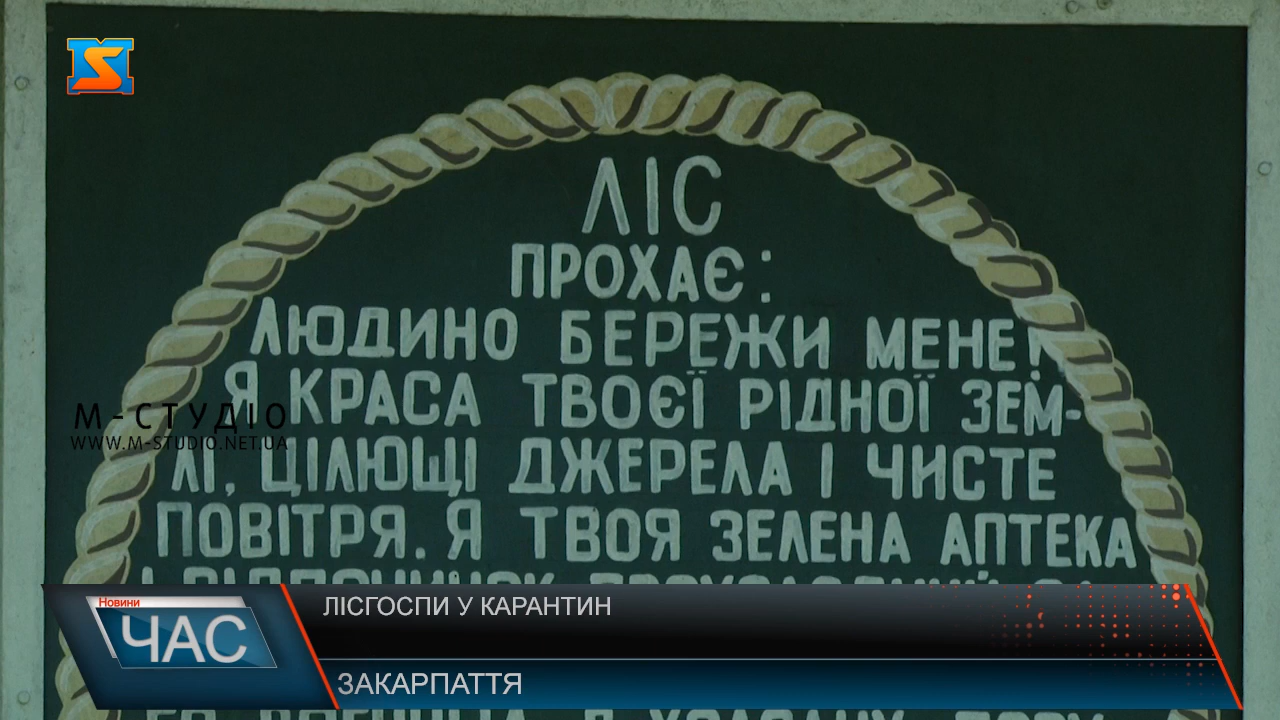 ЛІС
ПРОХАЄ:
ЛЮДИНО БЕРЕЖИ МЕНЕ!
Я КРАСА ТВОЄЇ РІДНОЇ ЗЕМ-
ЛІ, ЦІЛЮЩІ ДЖЕРЕЛА І ЧИСТЕ
ПОВІТРЯ. Я ТВОЯ ЗЕЛЕНА АПТЕКА
М-СТУДІО
WWW.M-STUDIO.NET.UA
Новини
ЧАС
ЛІСГОСПИ У КАРАНТИН
ЗАКАРПАТТЯ